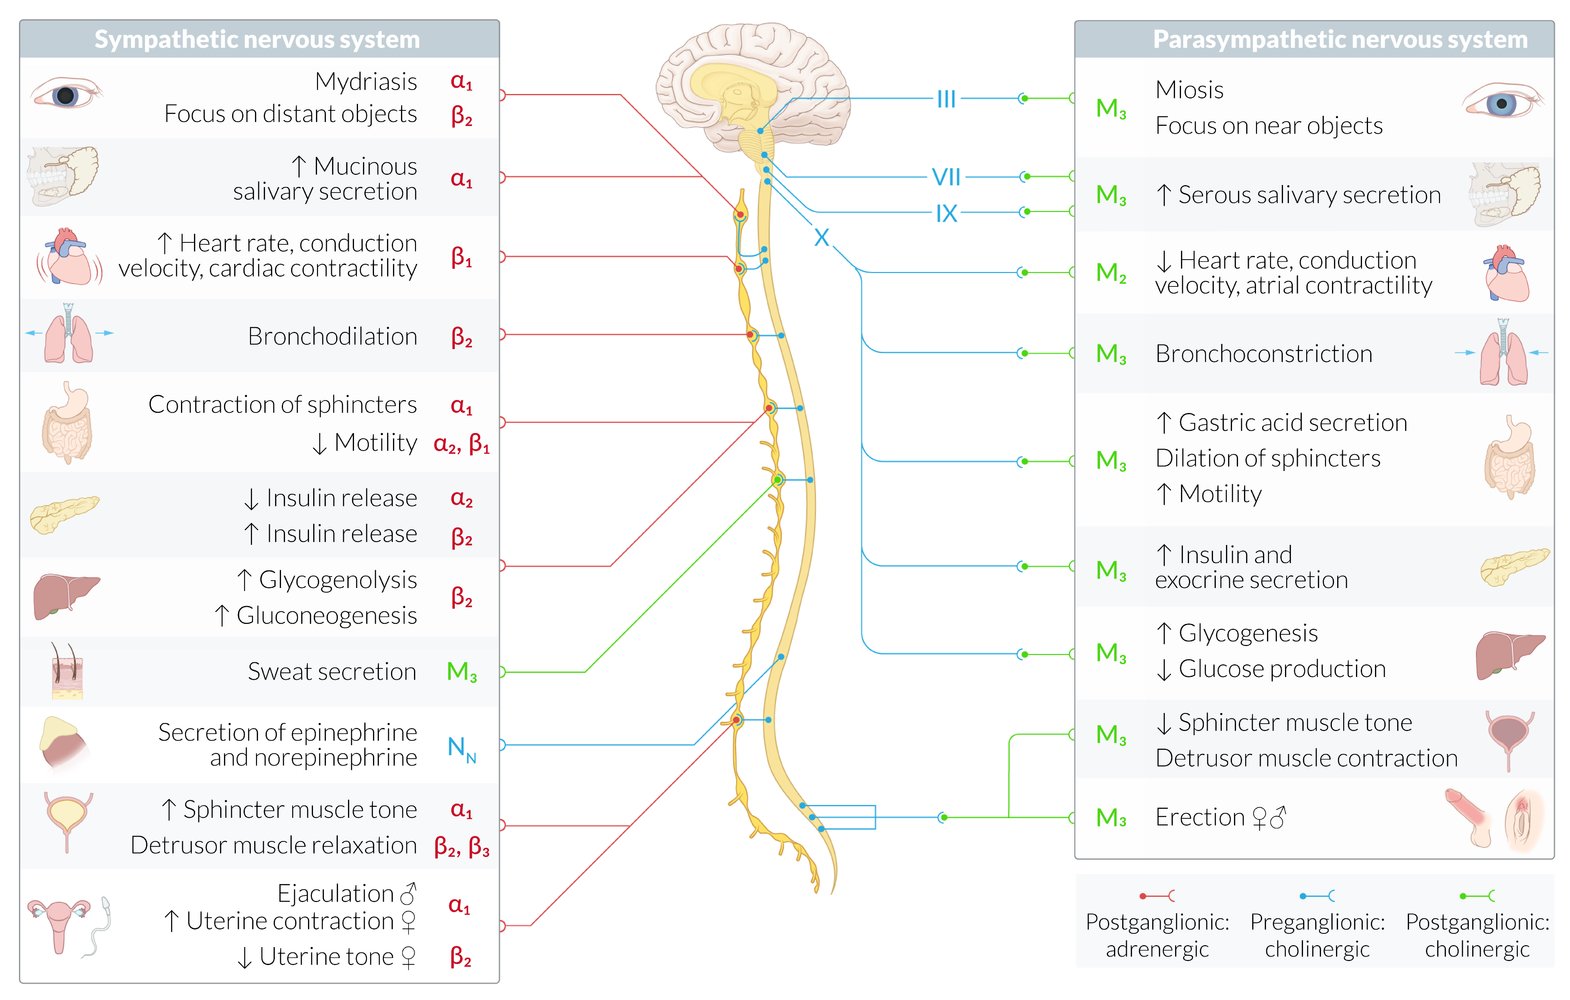 Sympathetic nervous system
Mydriasis α₁
Focus on distant objects β₂
↑ Mucinous
salivary secretion α₁
↑ Heart rate, conduction
velocity, cardiac contractility β₁
Bronchodilation β₂
Contraction of sphincters α₁
↓ Motility α₂, β₁
↓ Insulin release α₂
↑ Insulin release β₂
↑ Glycogenolysis
↑ Gluconeogenesis
β₂
Sweat secretion M₃
Secretion of epinephrine
and norepinephrine
N_N
↑ Sphincter muscle tone α₁
Detrusor muscle relaxation β₂, β₃
Ejaculation ♂
↑ Uterine contraction ♀
α₁
↓ Uterine tone ♀ β₂
III
VII
IX
X
Parasympathetic nervous system
M₃
Miosis
Focus on near objects
M₃ ↑ Serous salivary secretion
M₂
↓ Heart rate, conduction
velocity, atrial contractility
M₃ Bronchoconstriction
↑ Gastric acid secretion
M₃ Dilation of sphincters
↑ Motility
M₃
↑ Insulin and
exocrine secretion
M₃
↑ Glycogenesis
↓ Glucose production
M₃
↓ Sphincter muscle tone
Detrusor muscle contraction
M₃ Erection ♀♂
Postganglionic:
adrenergic
Preganglionic:
cholinergic
Postganglionic:
cholinergic